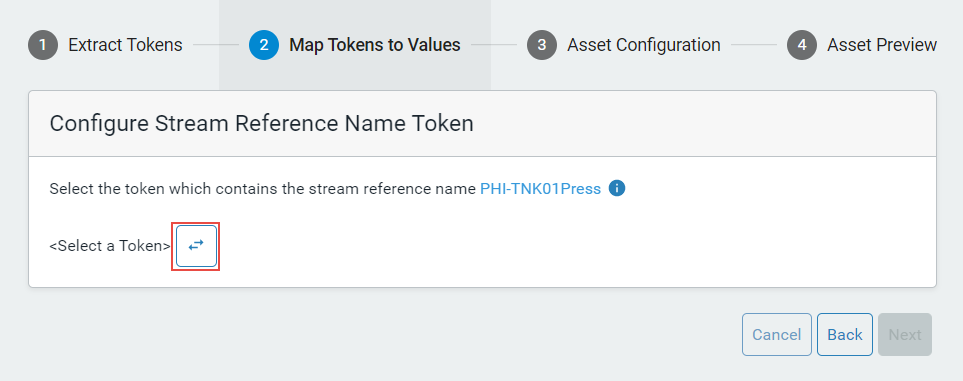 1 Extract Tokens 2 Map Tokens to Values 3 Asset Configuration 4 Asset Preview
Configure Stream Reference Name Token
Select the token which contains the stream reference name PHI-TNK01Press i
<Select a Token>
Cancel Back Next